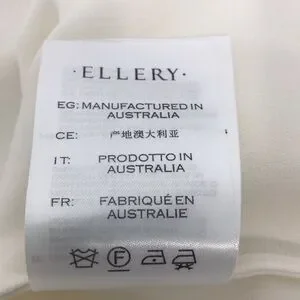 ·ELLERY·
EG: MANUFACTURED IN
AUSTRALIA
CE: 产地澳大利亚
IT: PRODOTTO IN
AUSTRALIA
FR: FABRIQUÉ EN
AUSTRALIE
F